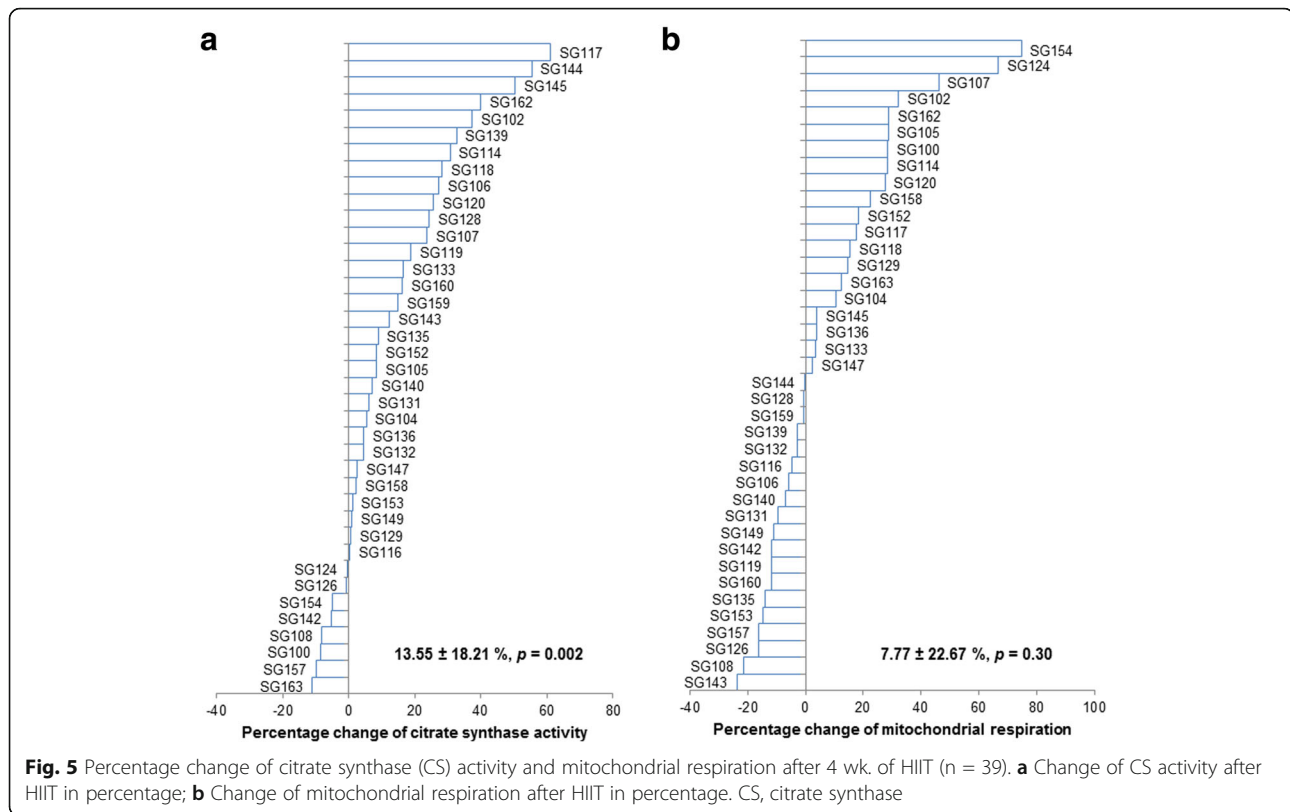 a
SG117
SG144
SG145
SG162
SG102
SG139
SG114
SG118
SG106
SG120
SG128
SG107
SG119
SG133
SG160
SG159
SG143
SG135
SG152
SG105
SG140
SG131
SG104
SG136
SG132
SG147
SG158
SG153
SG149
SG129
SG116
SG124
SG126
SG154
SG142
SG108
SG100
SG157
SG163
13.55 ± 18.21 %, p = 0.002
-40 -20 0 20 40 60 80
Percentage change of citrate synthase activity
b
SG154
SG124
SG107
SG102
SG162
SG105
SG100
SG114
SG120
SG158
SG152
SG117
SG118
SG129
SG163
SG104
SG145
SG136
SG133
SG147
SG144
SG128
SG159
SG139
SG132
SG116
SG106
SG140
SG131
SG149
SG142
SG119
SG160
SG135
SG153
SG157
SG126
SG108
SG143
7.77 ± 22.67 %, p = 0.30
-40 -20 0 20 40 60 80 100
Percentage change of mitochondrial respiration
Fig. 5 Percentage change of citrate synthase (CS) activity and mitochondrial respiration after 4 wk. of HIIT (n = 39). a Change of CS activity after
HIIT in percentage; b Change of mitochondrial respiration after HIIT in percentage. CS, citrate synthase